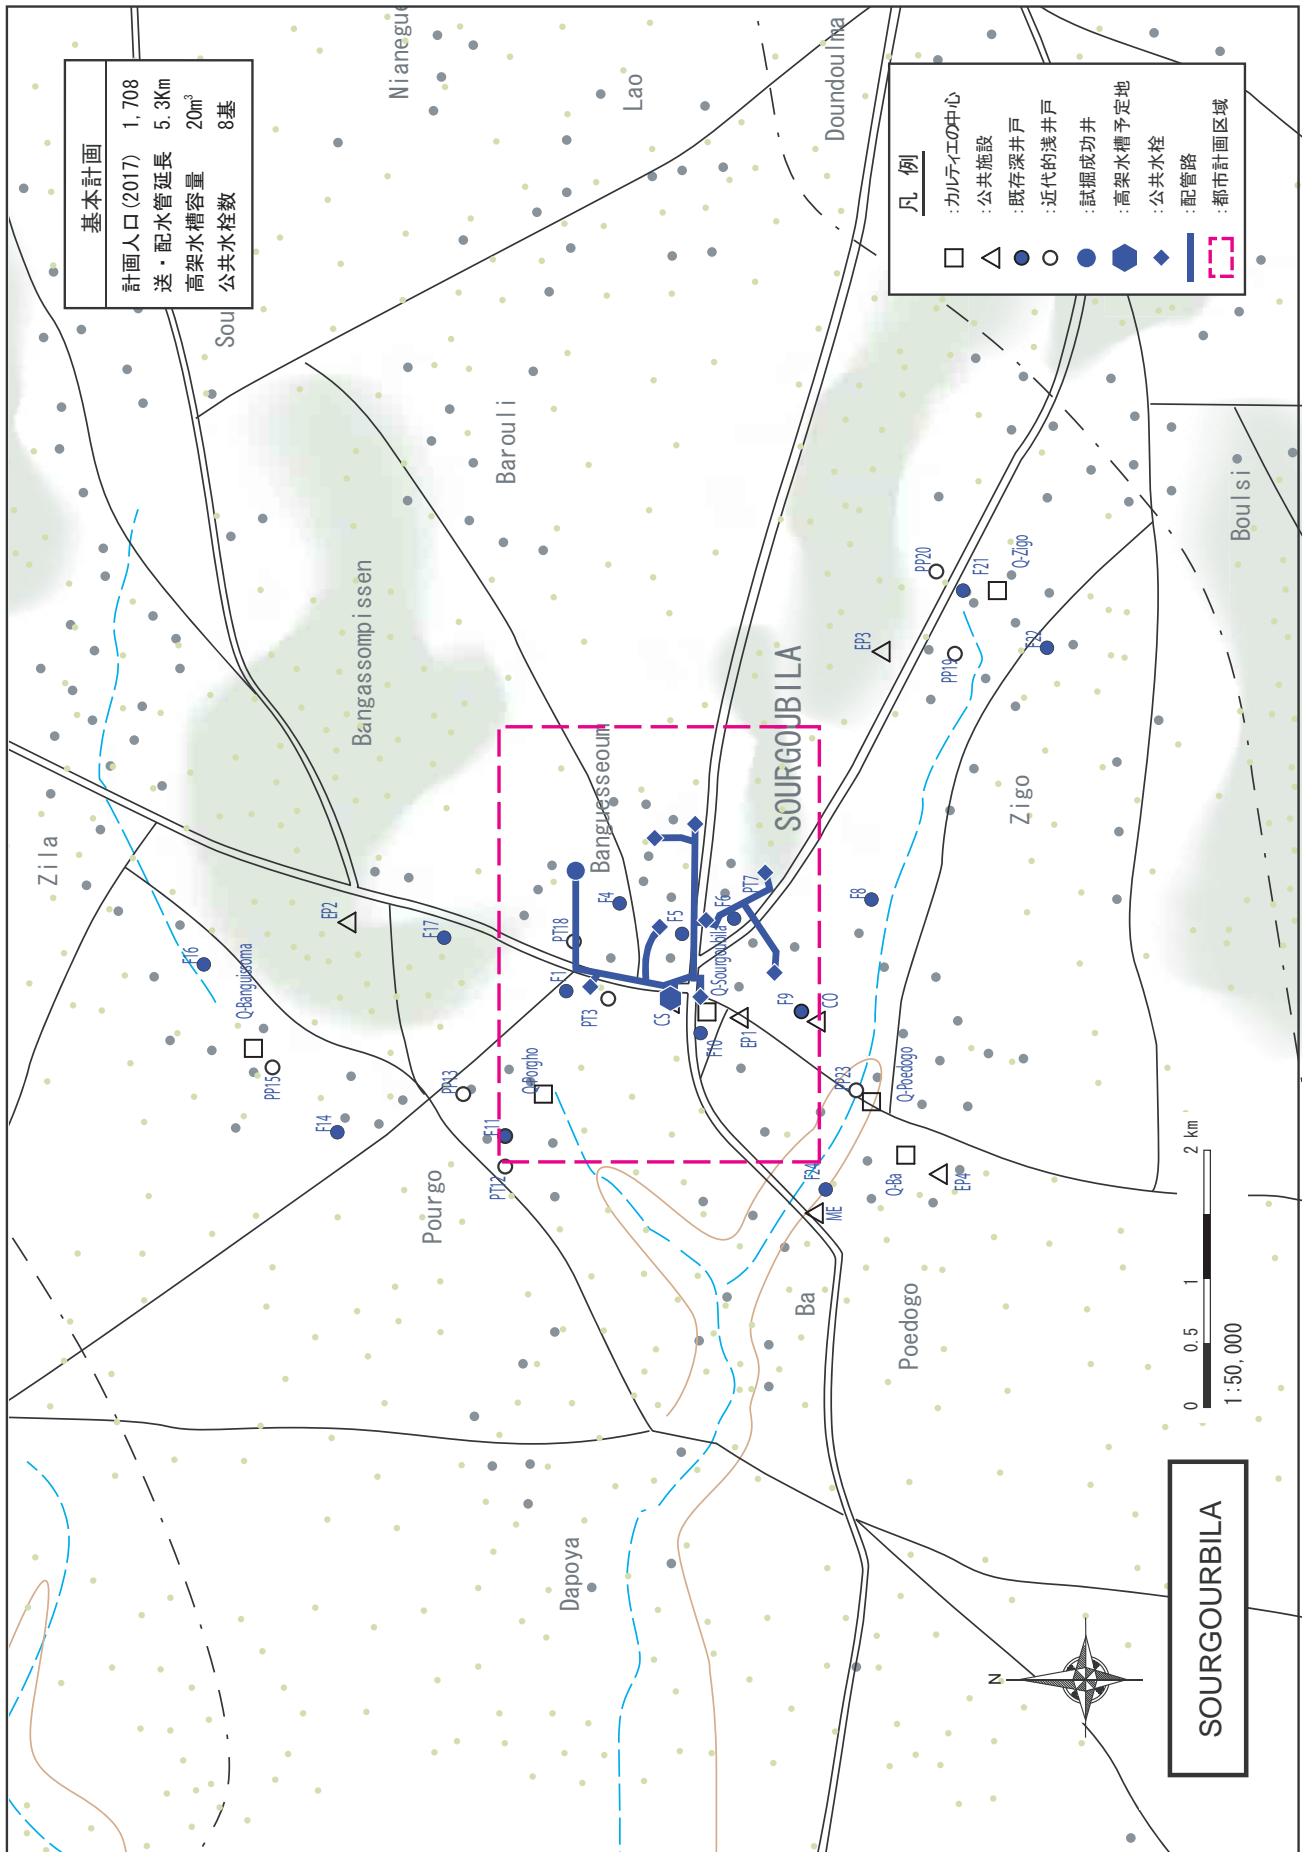 基本計画
計画人口(2017) 1,708
送・配水管延長 5.3Km
高架水槽容量 20m³
公共水栓数 8基
凡 例
:カルティエの中心
:公共施設
:既存深井戸
:近代的浅井戸
:試掘成功井
:高架水槽予定地
:公共水栓
:配管路
:都市計画区域
Nianegue
Lao
Doundoulma
Sou
Barouli
Bangassompissen
Boulsi
Zila
Banguesseoum
SOURGOUBILA
Zigo
Pourgo
Ba
Poedogo
Dapoya
PP20
F21
Q-Zigo
EP3
PP19
F22
EP2
F17
F16
Q-Banguissoma
PP15
F14
PT18
F4
F5
F6
PT7
F8
F1
PT3
CS
Q-Sourgoubila
F10
EP1
F9
CO
PP13
Q-Porgho
F11
PT12
PP23
Q-Poedogo
F24
ME
Q-Ba
EP4
0 0.5 1 2 km
1:50,000
N
SOURGOURBILA